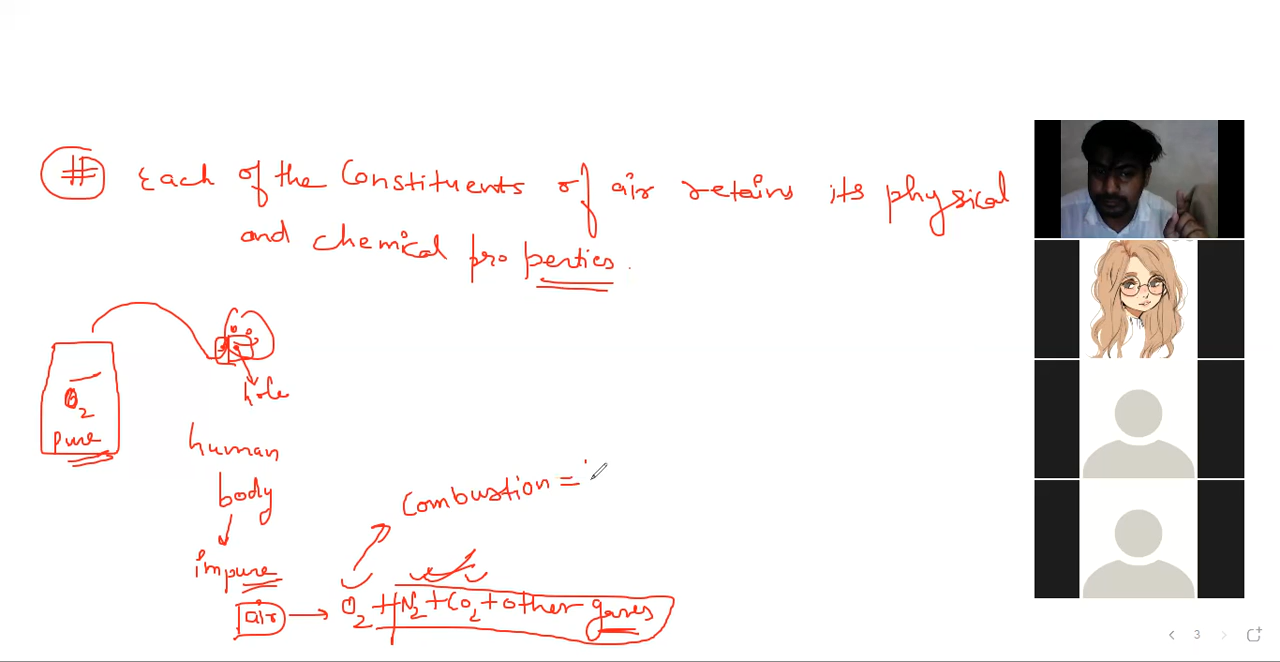 # Each of the Constituents of air retains its physical
and chemical properties.
hole
O2
pure
human
body
impure
Combustion =
air → O2 + N2 + CO2 + other gases
3